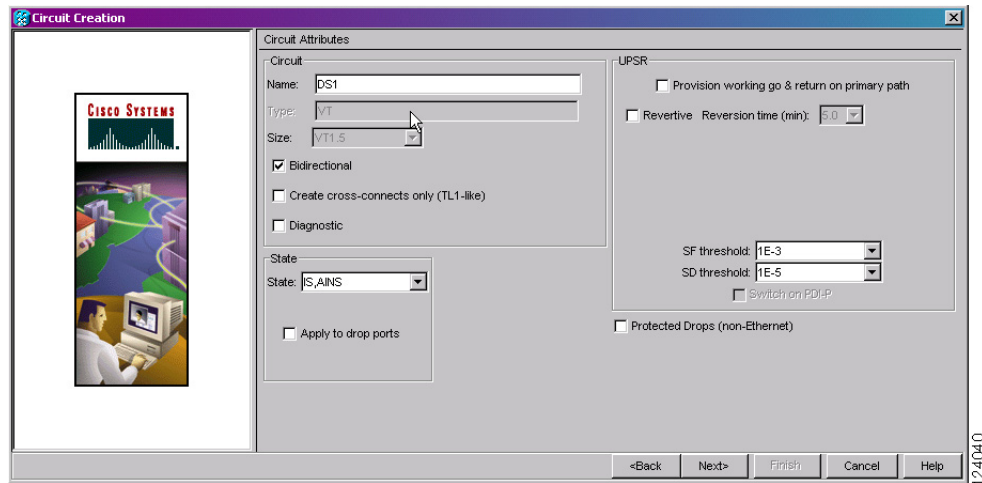 Circuit Creation
CISCO SYSTEMS
Circuit Attributes
Circuit
Name: DS1
Type: VT
Size: VT1.5
Bidirectional
Create cross-connects only (TL1-like)
Diagnostic
State
State: IS,AINS
Apply to drop ports
UPSR
Provision working go & return on primary path
Revertive Reversion time (min): 5.0
SF threshold: 1E-3
SD threshold: 1E-5
Switch on PDI-P
Protected Drops (non-Ethernet)
<Back Next> Finish Cancel Help
124040